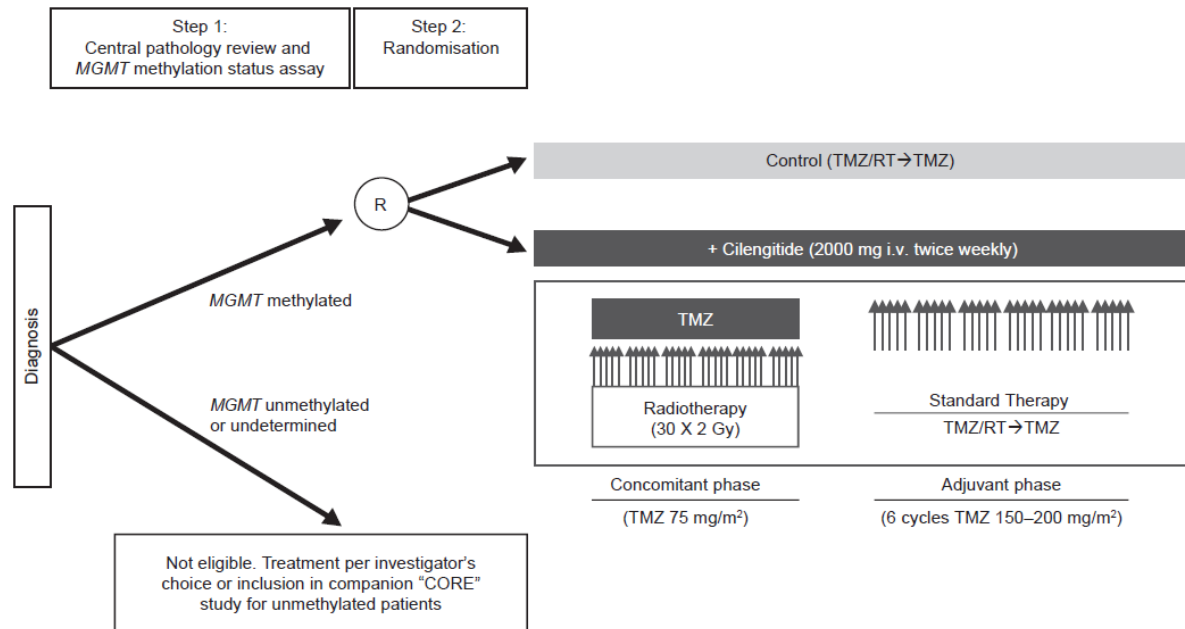 Step 1:
Central pathology review and
MGMT methylation status assay
Step 2:
Randomisation
Control (TMZ/RT→TMZ)
R
+ Cilengitide (2000 mg i.v. twice weekly)
MGMT methylated
Diagnosis
TMZ
MGMT unmethylated
or undetermined
Radiotherapy
(30 X 2 Gy)
Standard Therapy
TMZ/RT→TMZ
Concomitant phase
(TMZ 75 mg/m²)
Adjuvant phase
(6 cycles TMZ 150–200 mg/m²)
Not eligible. Treatment per investigator’s
choice or inclusion in companion “CORE”
study for unmethylated patients